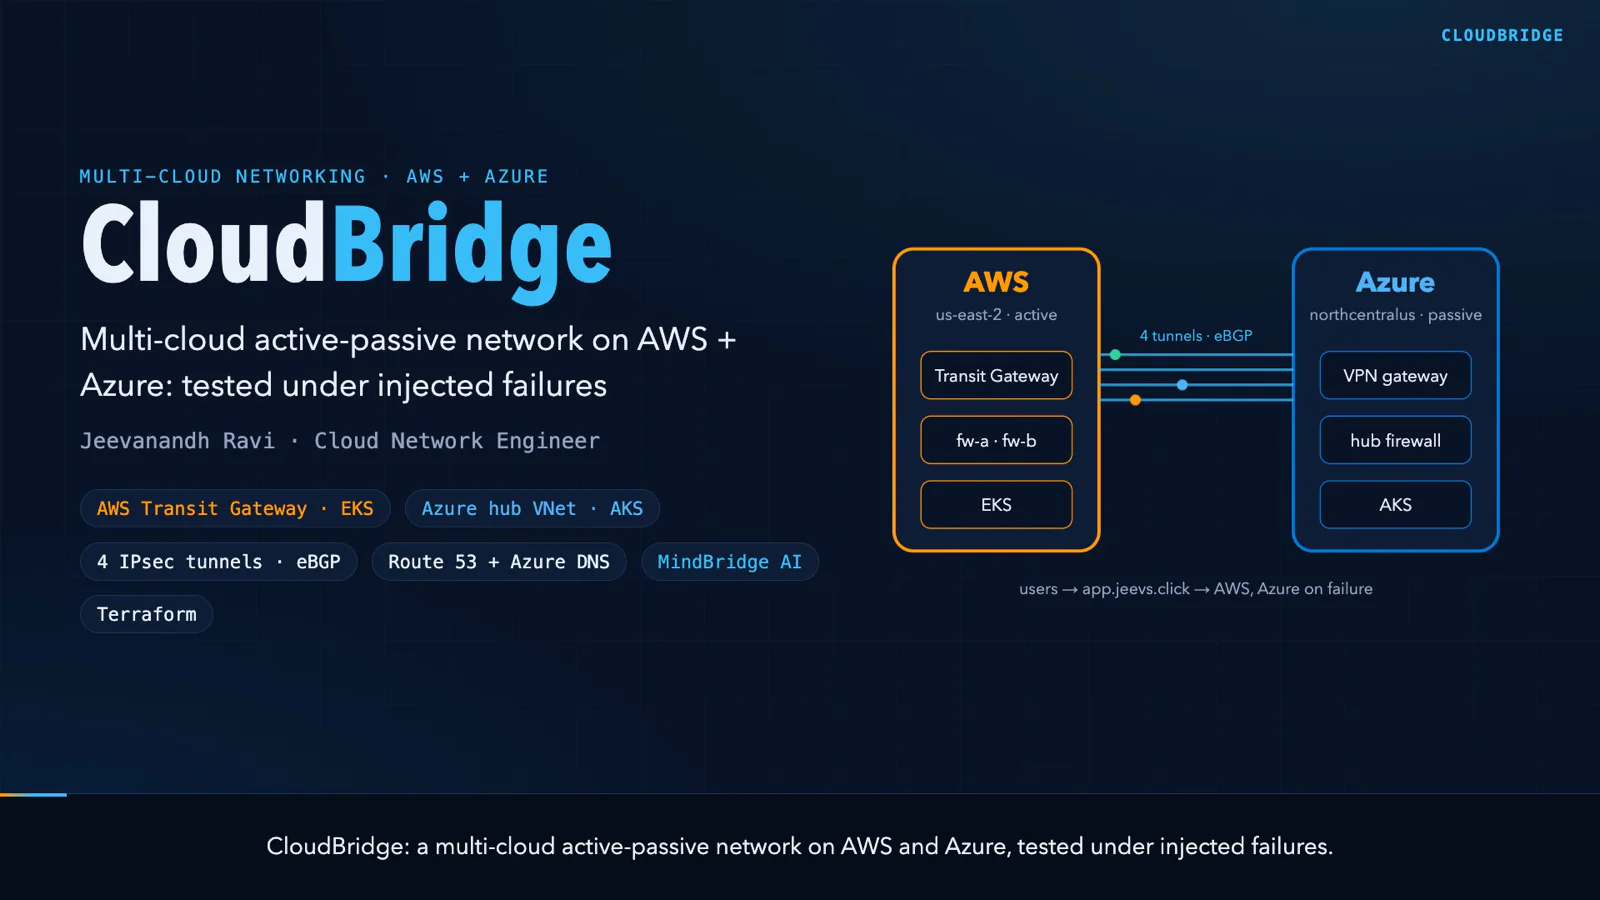 CLOUDBRIDGE
MULTI-CLOUD NETWORKING · AWS + AZURE
CloudBridge
Multi-cloud active-passive network on AWS +
Azure: tested under injected failures
Jeevanandh Ravi · Cloud Network Engineer
AWS Transit Gateway · EKS
Azure hub VNet · AKS
4 IPsec tunnels · eBGP
Route 53 + Azure DNS
MindBridge AI
Terraform
AWS
us-east-2 · active
Transit Gateway
fw-a · fw-b
EKS
4 tunnels · eBGP
Azure
northcentralus · passive
VPN gateway
hub firewall
AKS
users → app.jeevs.click → AWS, Azure on failure
CloudBridge: a multi-cloud active-passive network on AWS and Azure, tested under injected failures.